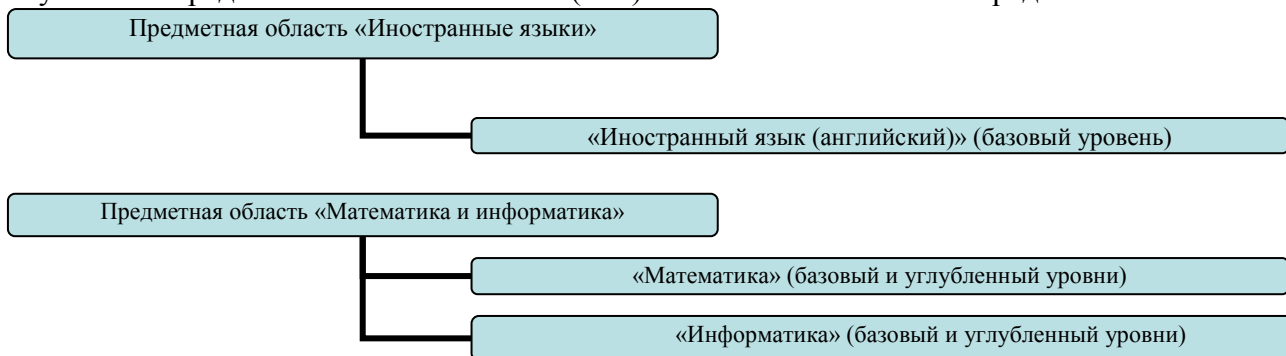 Предметная область «Иностранные языки»
«Иностранный язык (английский)» (базовый уровень)
Предметная область «Математика и информатика»
«Математика» (базовый и углубленный уровни)
«Информатика» (базовый и углубленный уровни)